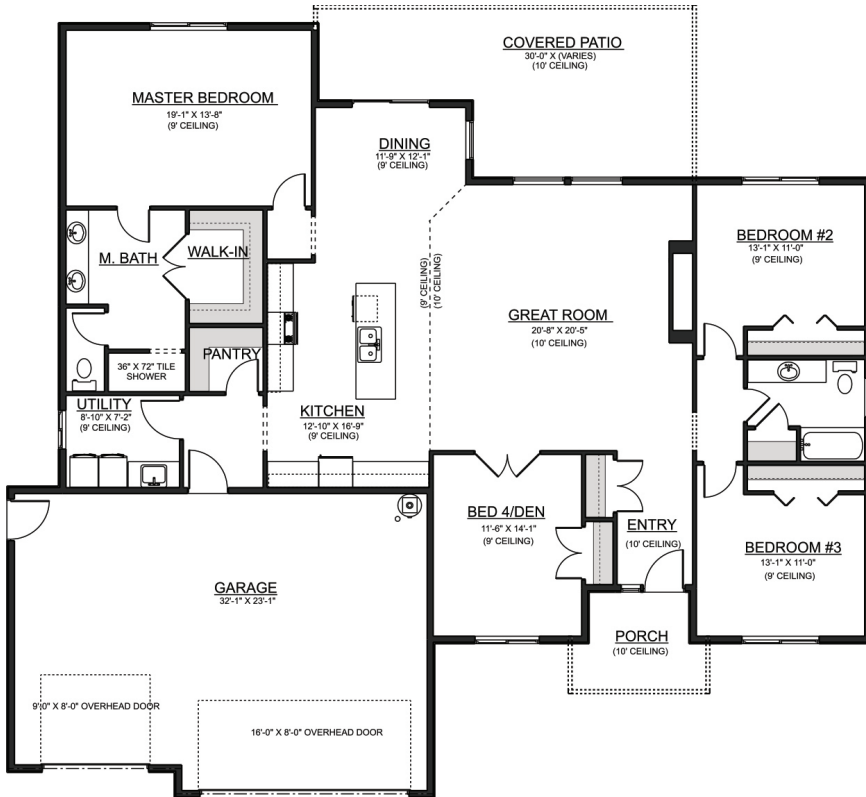 COVERED PATIO
30'-0" X (VARIES)
(10' CEILING)
MASTER BEDROOM
19'-1" X 13'-8"
(9' CEILING)
DINING
11'-9" X 12'-1"
(9' CEILING)
M. BATH
WALK-IN
BEDROOM #2
13'-1" X 11'-0"
(9' CEILING)
(9' CEILING)
(10' CEILING)
GREAT ROOM
20'-8" X 20'-5"
(10' CEILING)
PANTRY
36" X 72" TILE
SHOWER
UTILITY
8'-10" X 7'-2"
(9' CEILING)
KITCHEN
12'-10" X 16'-9"
(9' CEILING)
BED 4/DEN
11'-6" X 14'-1"
(9' CEILING)
ENTRY
(10' CEILING)
BEDROOM #3
13'-1" X 11'-0"
(9' CEILING)
GARAGE
32'-1" X 23'-1"
PORCH
(10' CEILING)
9'-0" X 8'-0" OVERHEAD DOOR
16'-0" X 8'-0" OVERHEAD DOOR